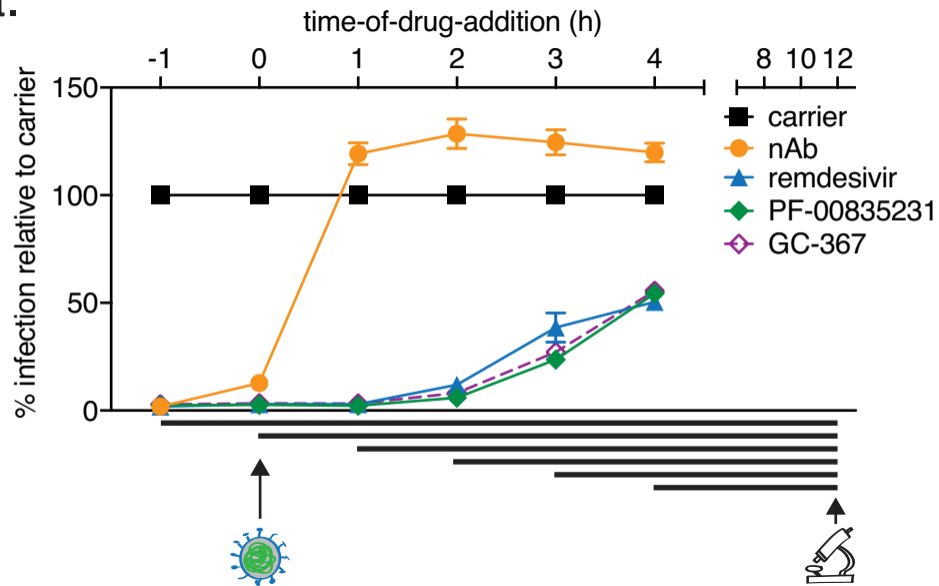 time-of-drug-addition (h)
-1 0 1 2 3 4 8 10 12
% infection relative to carrier
150
100
50
0
carrier
nAb
remdesivir
PF-00835231
GC-367